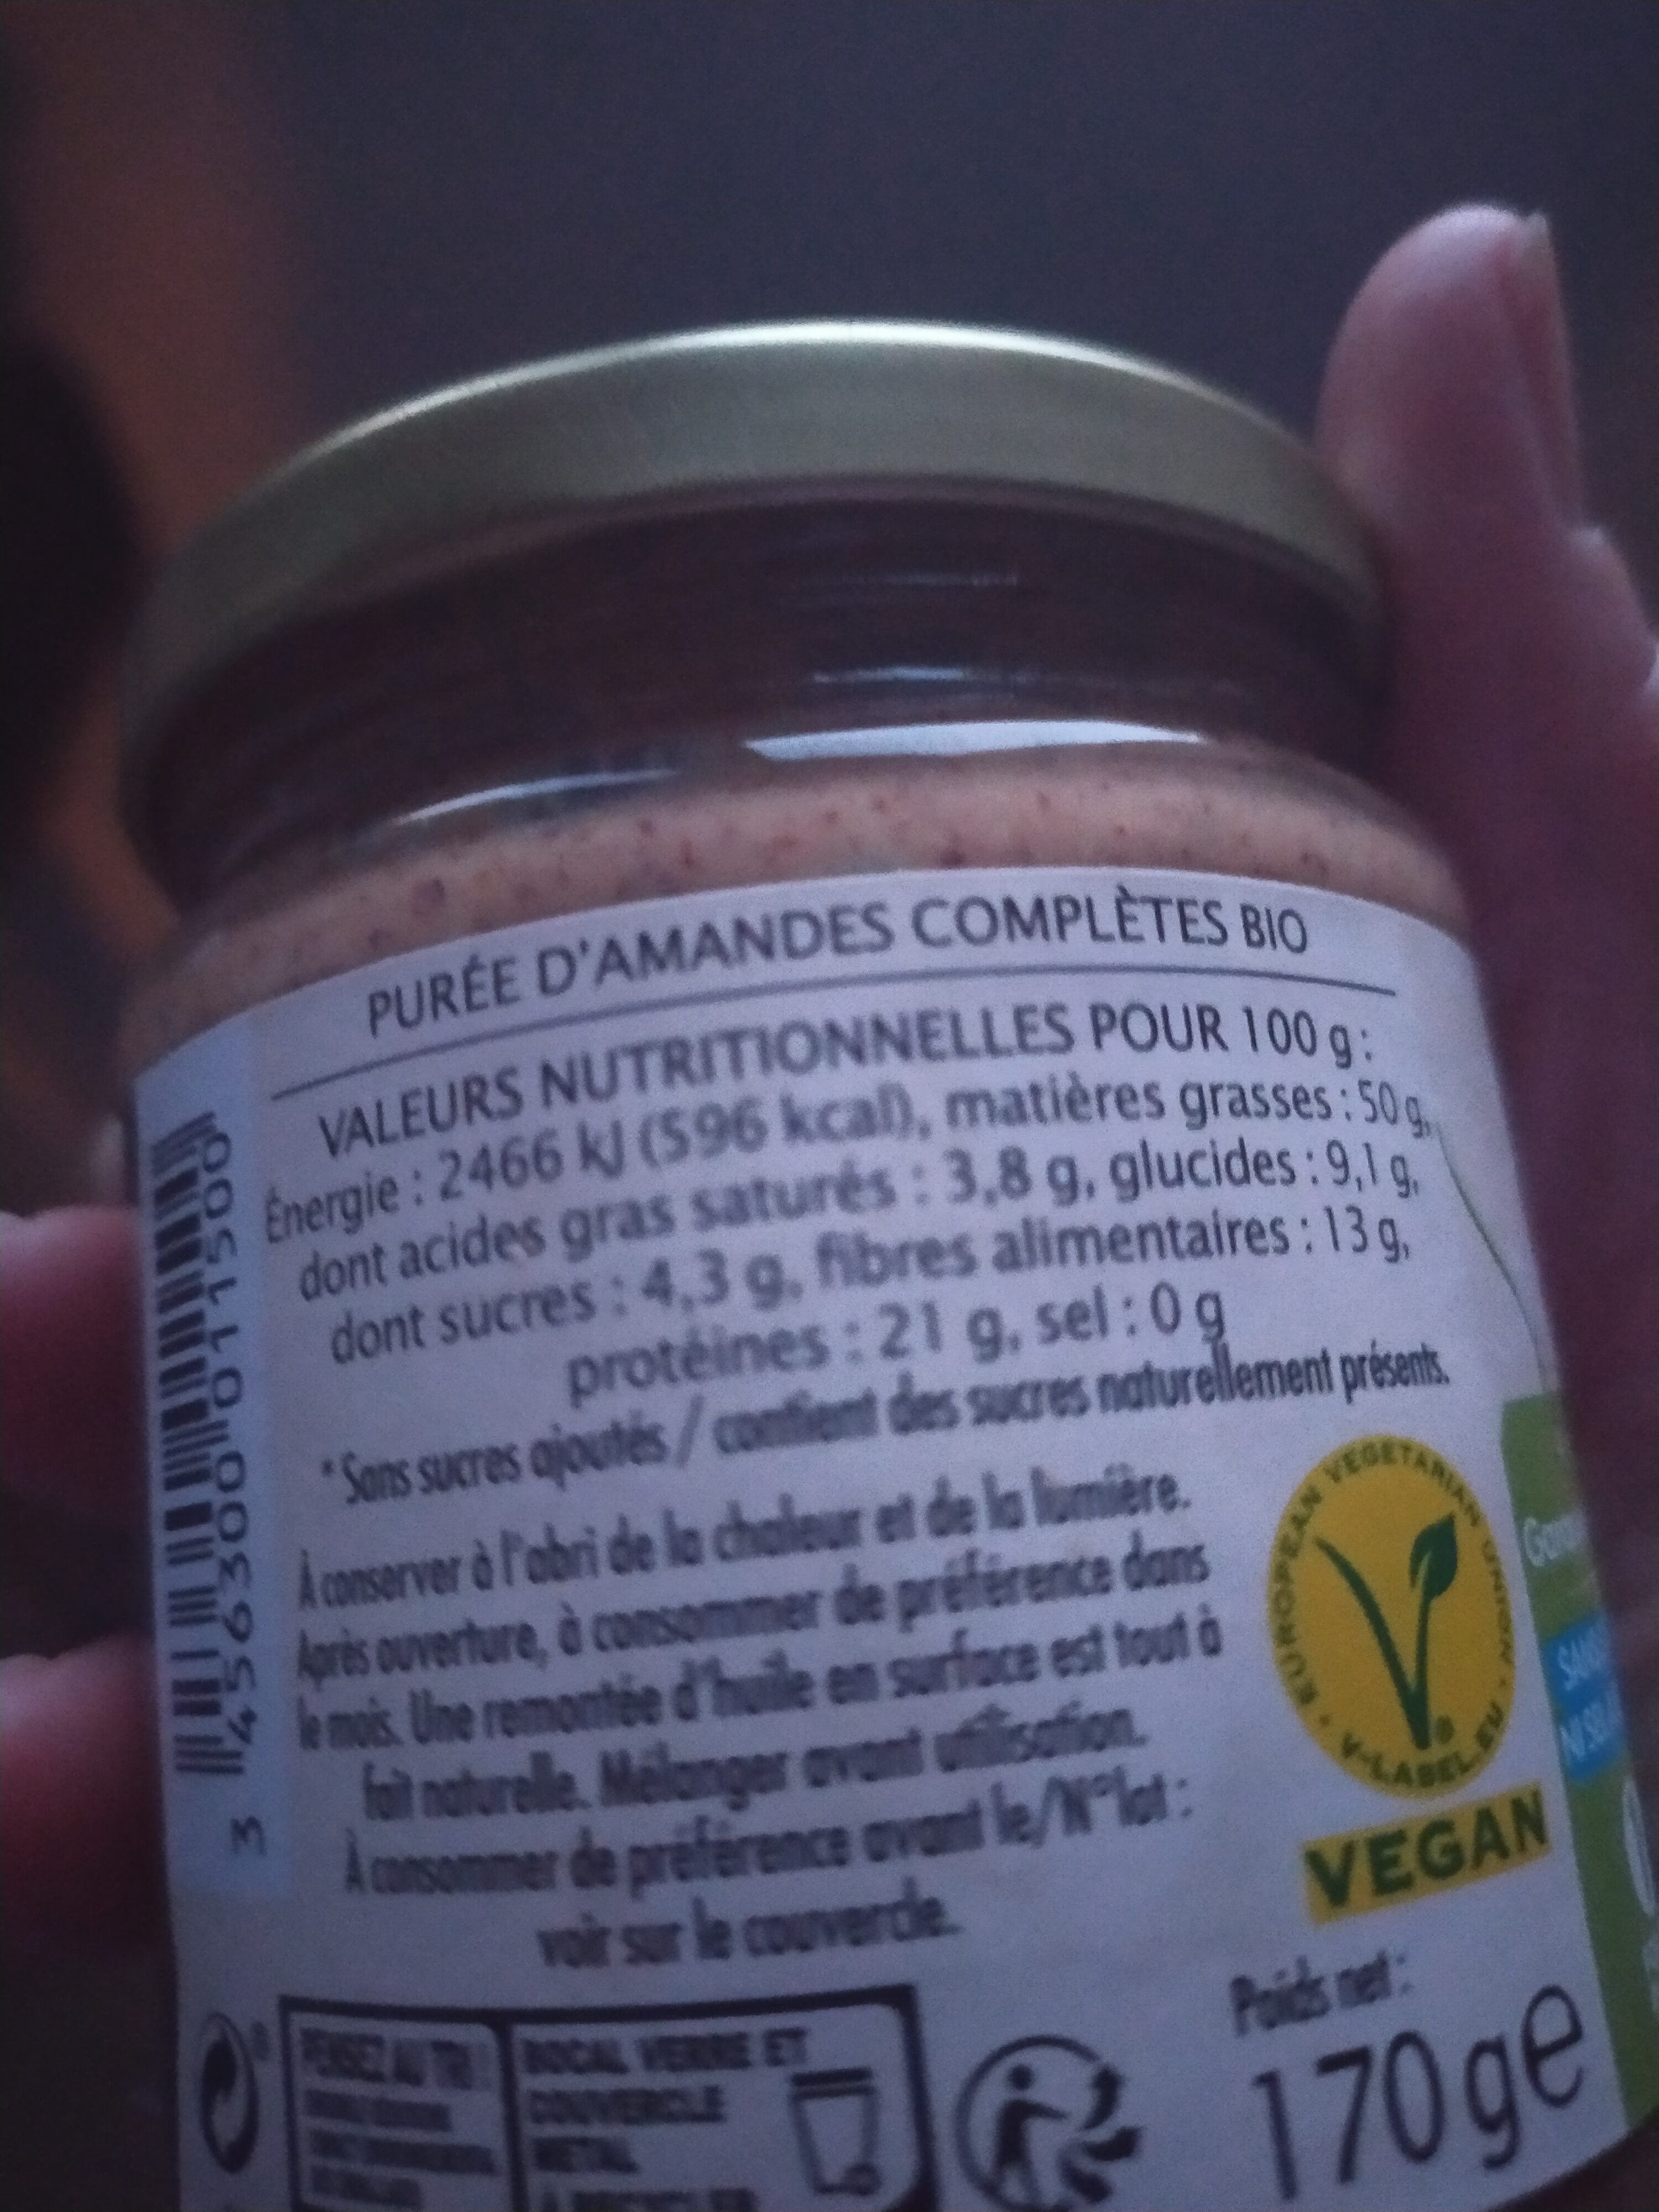 PURÉE D'AMANDES COMPLÈTES BIO
VALEURS NUTRITIONNELLES POUR 100 g :
Énergie : 2466 kJ (596 kcal), matières grasses : 50 g,
dont acides gras saturés : 3,8 g, glucides : 9,1 g,
dont sucres : 4,3 g, fibres alimentaires : 13 g,
protéines : 21 g, sel : 0 g
* Sans sucres ajoutés / contient des sucres naturellement présents.
À conserver à l'abri de la chaleur et de la lumière.
Après ouverture, à consommer de préférence dans
le mois. Une remontée d'huile en surface est tout à
fait naturelle. Mélanger avant utilisation.
À consommer de préférence avant le/N°lot :
voir sur le couvercle.
3 456300 011500
EUROPEAN VEGETARIAN UNION
V-LABEL.EU
VEGAN
Poids net :
170 g e
PENSEZ AU TRI
BOCAL VERRE ET
COUVERCLE
MÉTAL
À RECYCLER